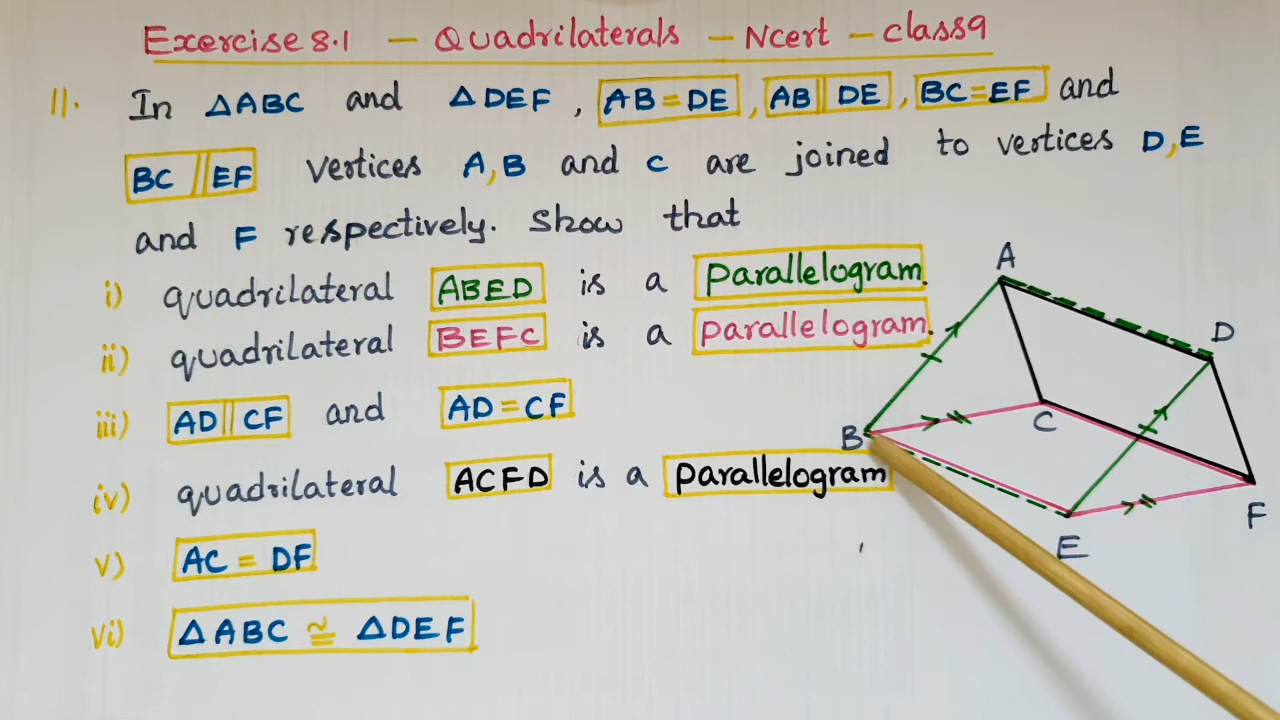 Exercise 8.1 - Quadrilaterals - Ncert - class 9
11. In △ABC and △DEF, AB=DE, AB||DE, BC=EF and
BC||EF vertices A,B and C are joined to vertices D,E
and F respectively. Show that
i) quadrilateral ABED is a Parallelogram.
ii) quadrilateral BEFC is a parallelogram.
iii) AD||CF and AD=CF
iv) quadrilateral ACFD is a parallelogram
v) AC = DF
vi) △ABC ≅ △DEF
A
D
B
C
E
F